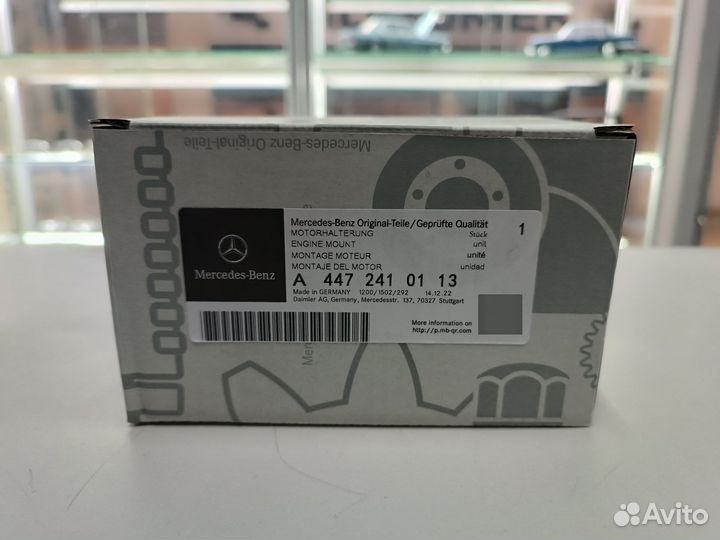 Mercedes-Benz Original-Teile
Mercedes-Benz Original-Teile/Geprüfte Qualität
MOTORHALTERUNG Stück 1
ENGINE MOUNT unit
MONTAGE MOTEUR unité
MONTAJE DEL MOTOR unidad
Mercedes-Benz
A 447 241 01 13
Made in GERMANY 1200/1502/292 14.12.22
Daimler AG, Germany, Mercedesstr. 137, 70327 Stuttgart
More information on
http://p.mb-qr.com
Mer
Avito